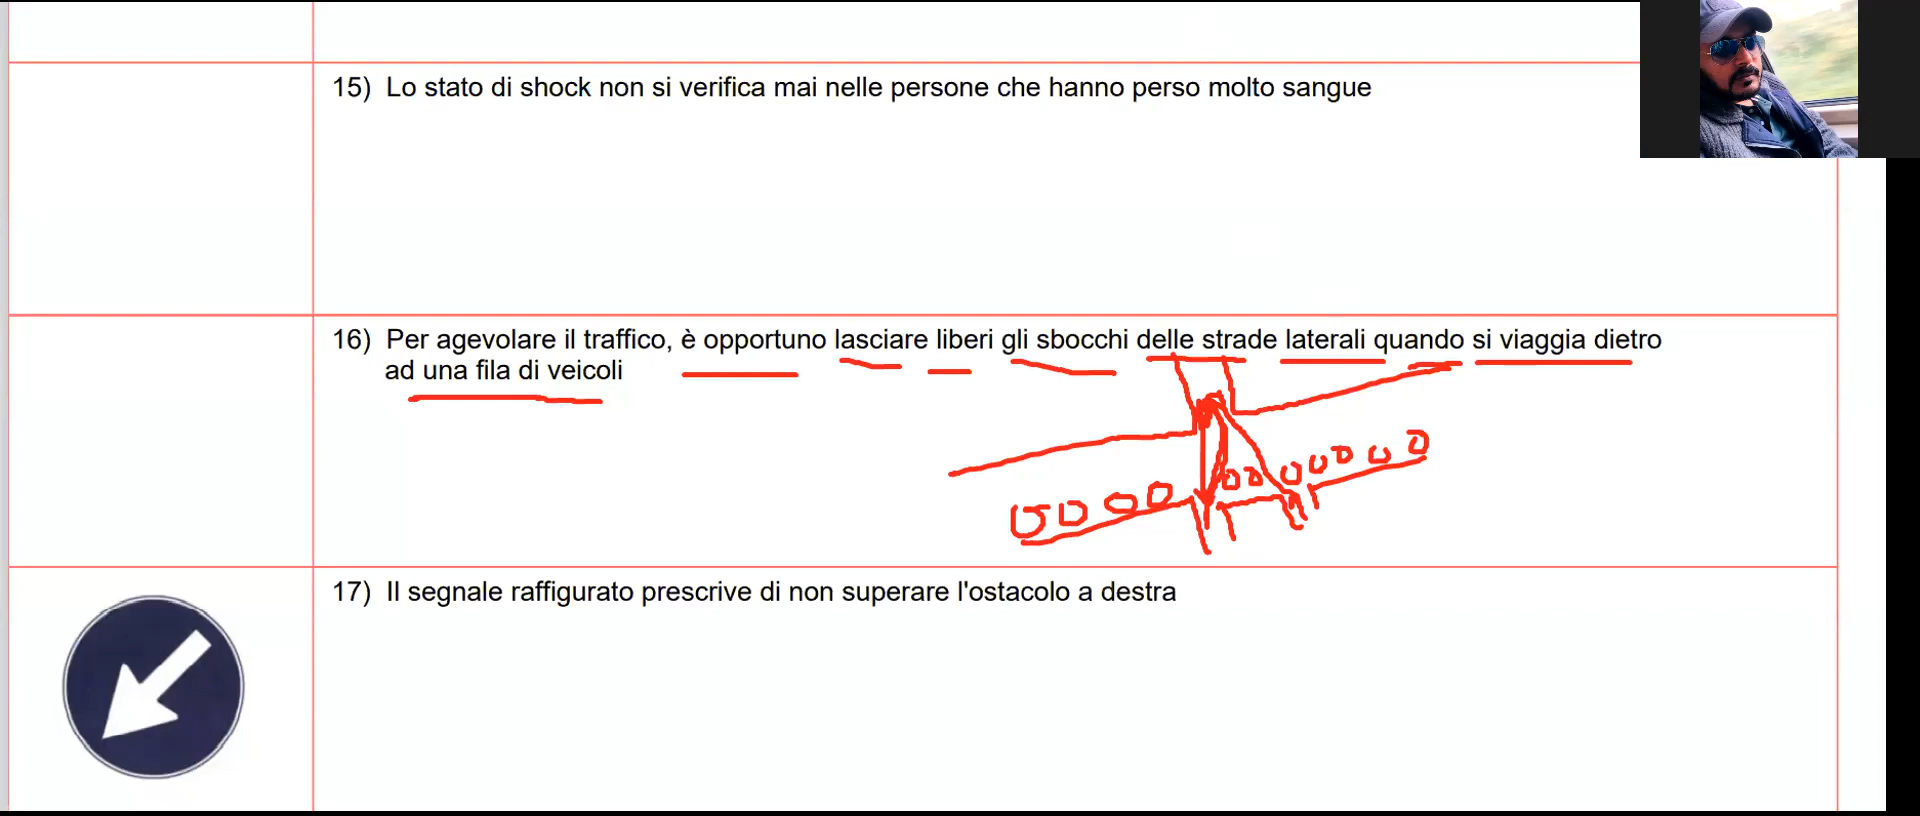 15) Lo stato di shock non si verifica mai nelle persone che hanno perso molto sangue
16) Per agevolare il traffico, è opportuno lasciare liberi gli sbocchi delle strade laterali quando si viaggia dietro
ad una fila di veicoli
17) Il segnale raffigurato prescrive di non superare l'ostacolo a destra